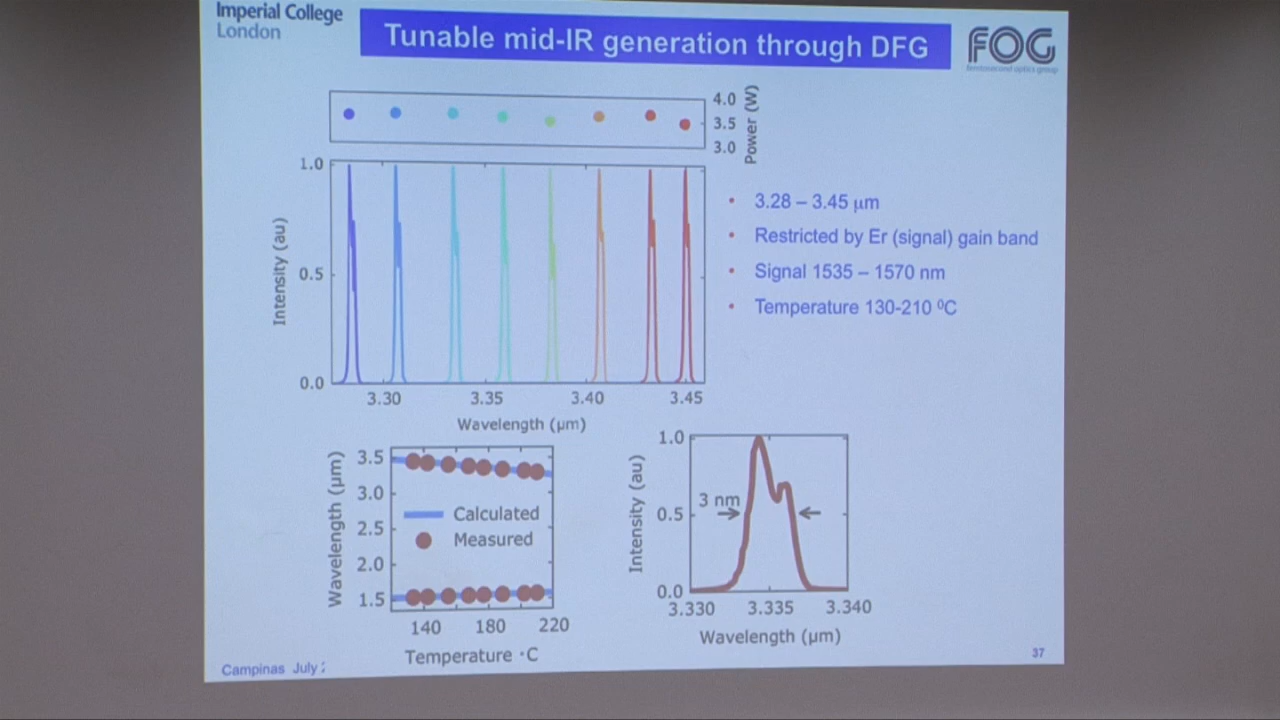 Imperial College
London
Tunable mid-IR generation through DFG
FOG
femtosecond optics group
4.0
3.5
3.0
Power (W)
1.0
0.5
0.0
Intensity (au)
3.30 3.35 3.40 3.45
Wavelength (µm)
• 3.28 – 3.45 µm
• Restricted by Er (signal) gain band
• Signal 1535 – 1570 nm
• Temperature 130-210 ⁰C
3.5
3.0
2.5
2.0
1.5
Wavelength (µm)
Calculated
Measured
140 180 220
Temperature ·C
1.0
0.5
0.0
Intensity (au)
3 nm
3.330 3.335 3.340
Wavelength (µm)
Campinas July
37